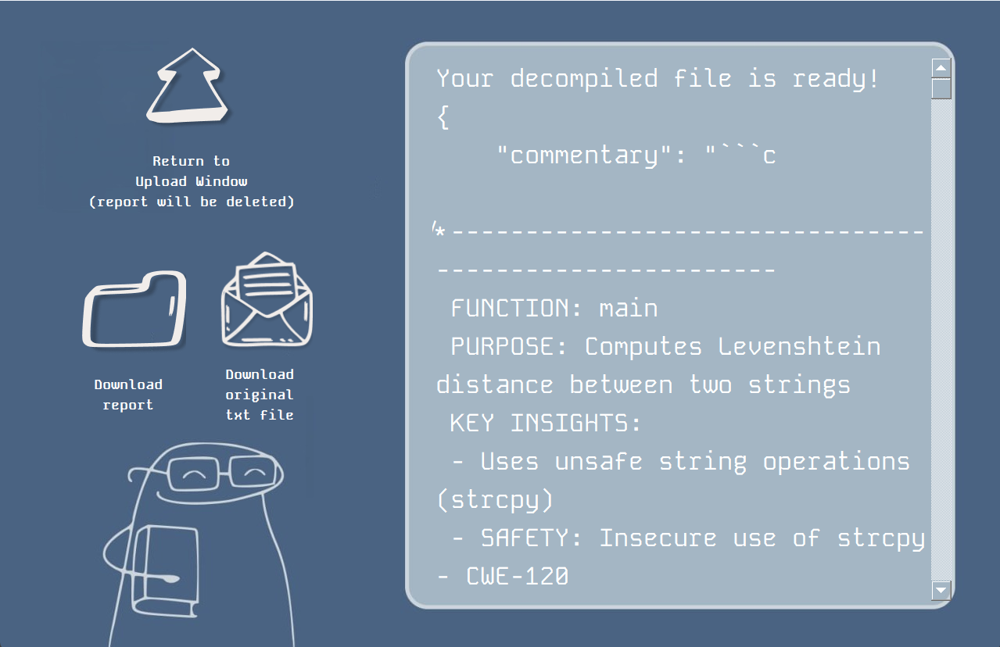 Return to
Upload Window
(report will be deleted)
Download
report
Download
original
txt file
Your decompiled file is ready!
{
    "commentary": "```c
/*---------------------------------
-----------------------
FUNCTION: main
PURPOSE: Computes Levenshtein
distance between two strings
KEY INSIGHTS:
- Uses unsafe string operations
(strcpy)
- SAFETY: Insecure use of strcpy
- CWE-120